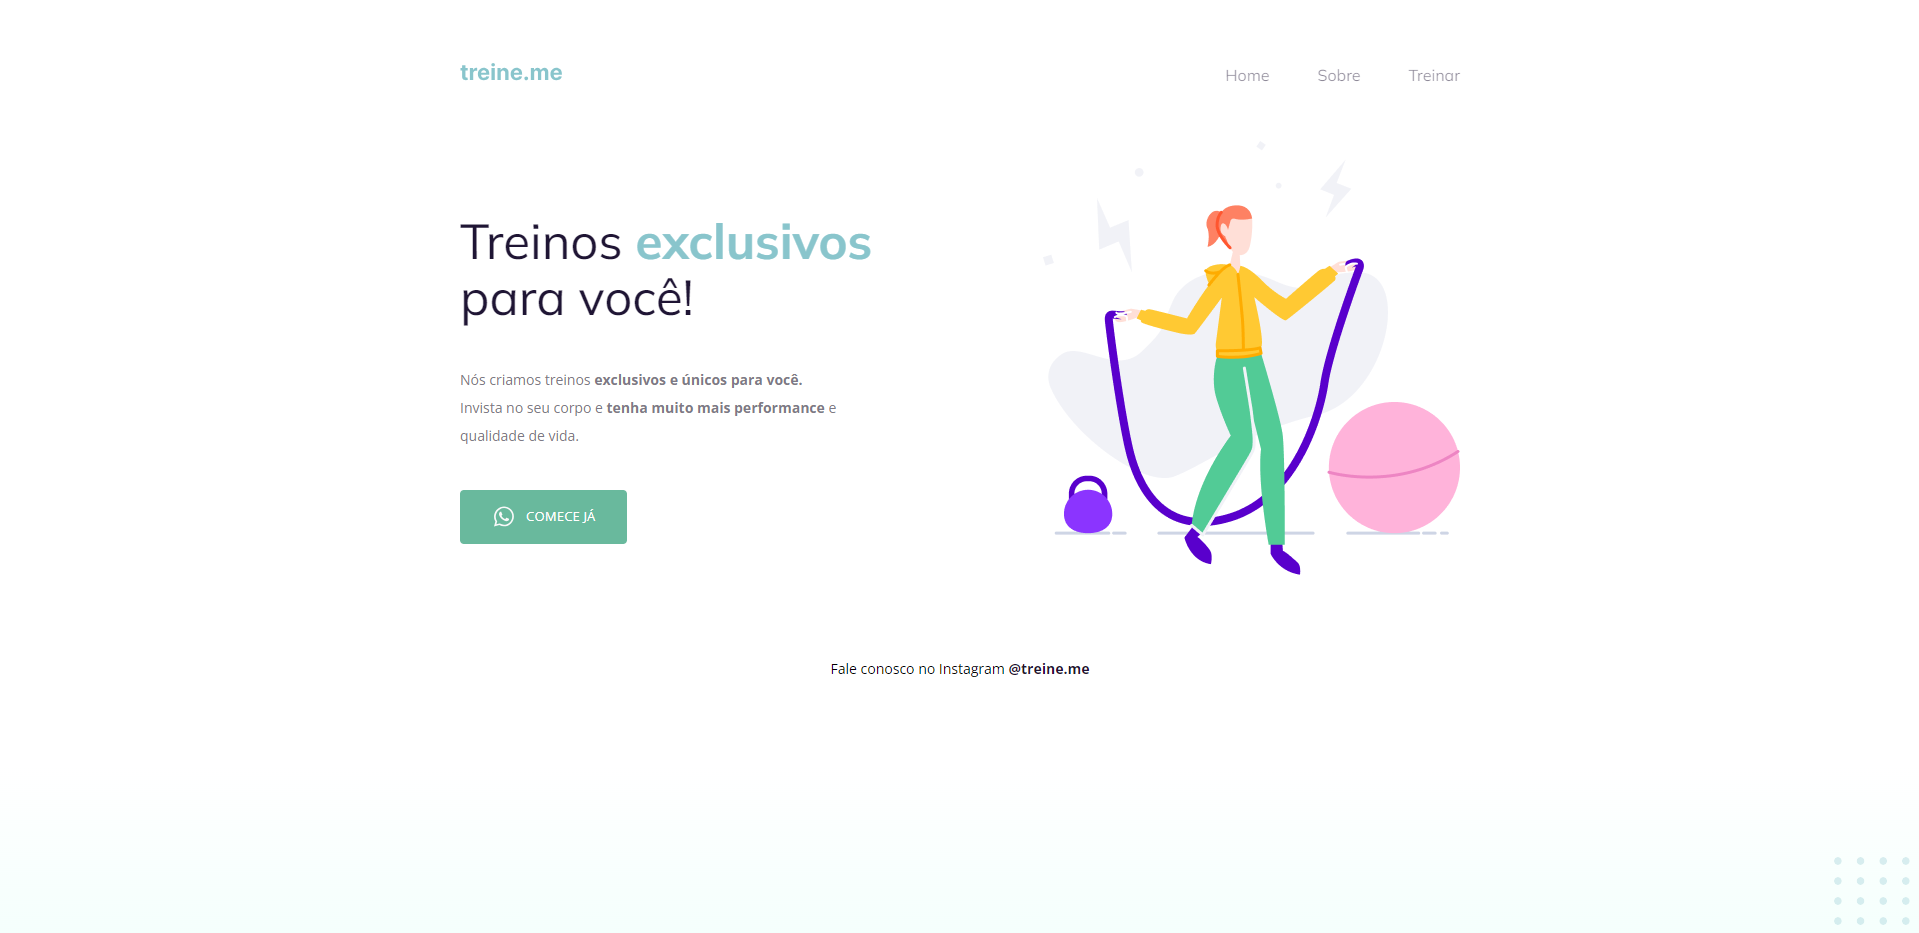 treine.me
Home Sobre Treinar
Treinos exclusivos
para você!
Nós criamos treinos exclusivos e únicos para você.
Invista no seu corpo e tenha muito mais performance e
qualidade de vida.
COMECE JÁ
Fale conosco no Instagram @treine.me